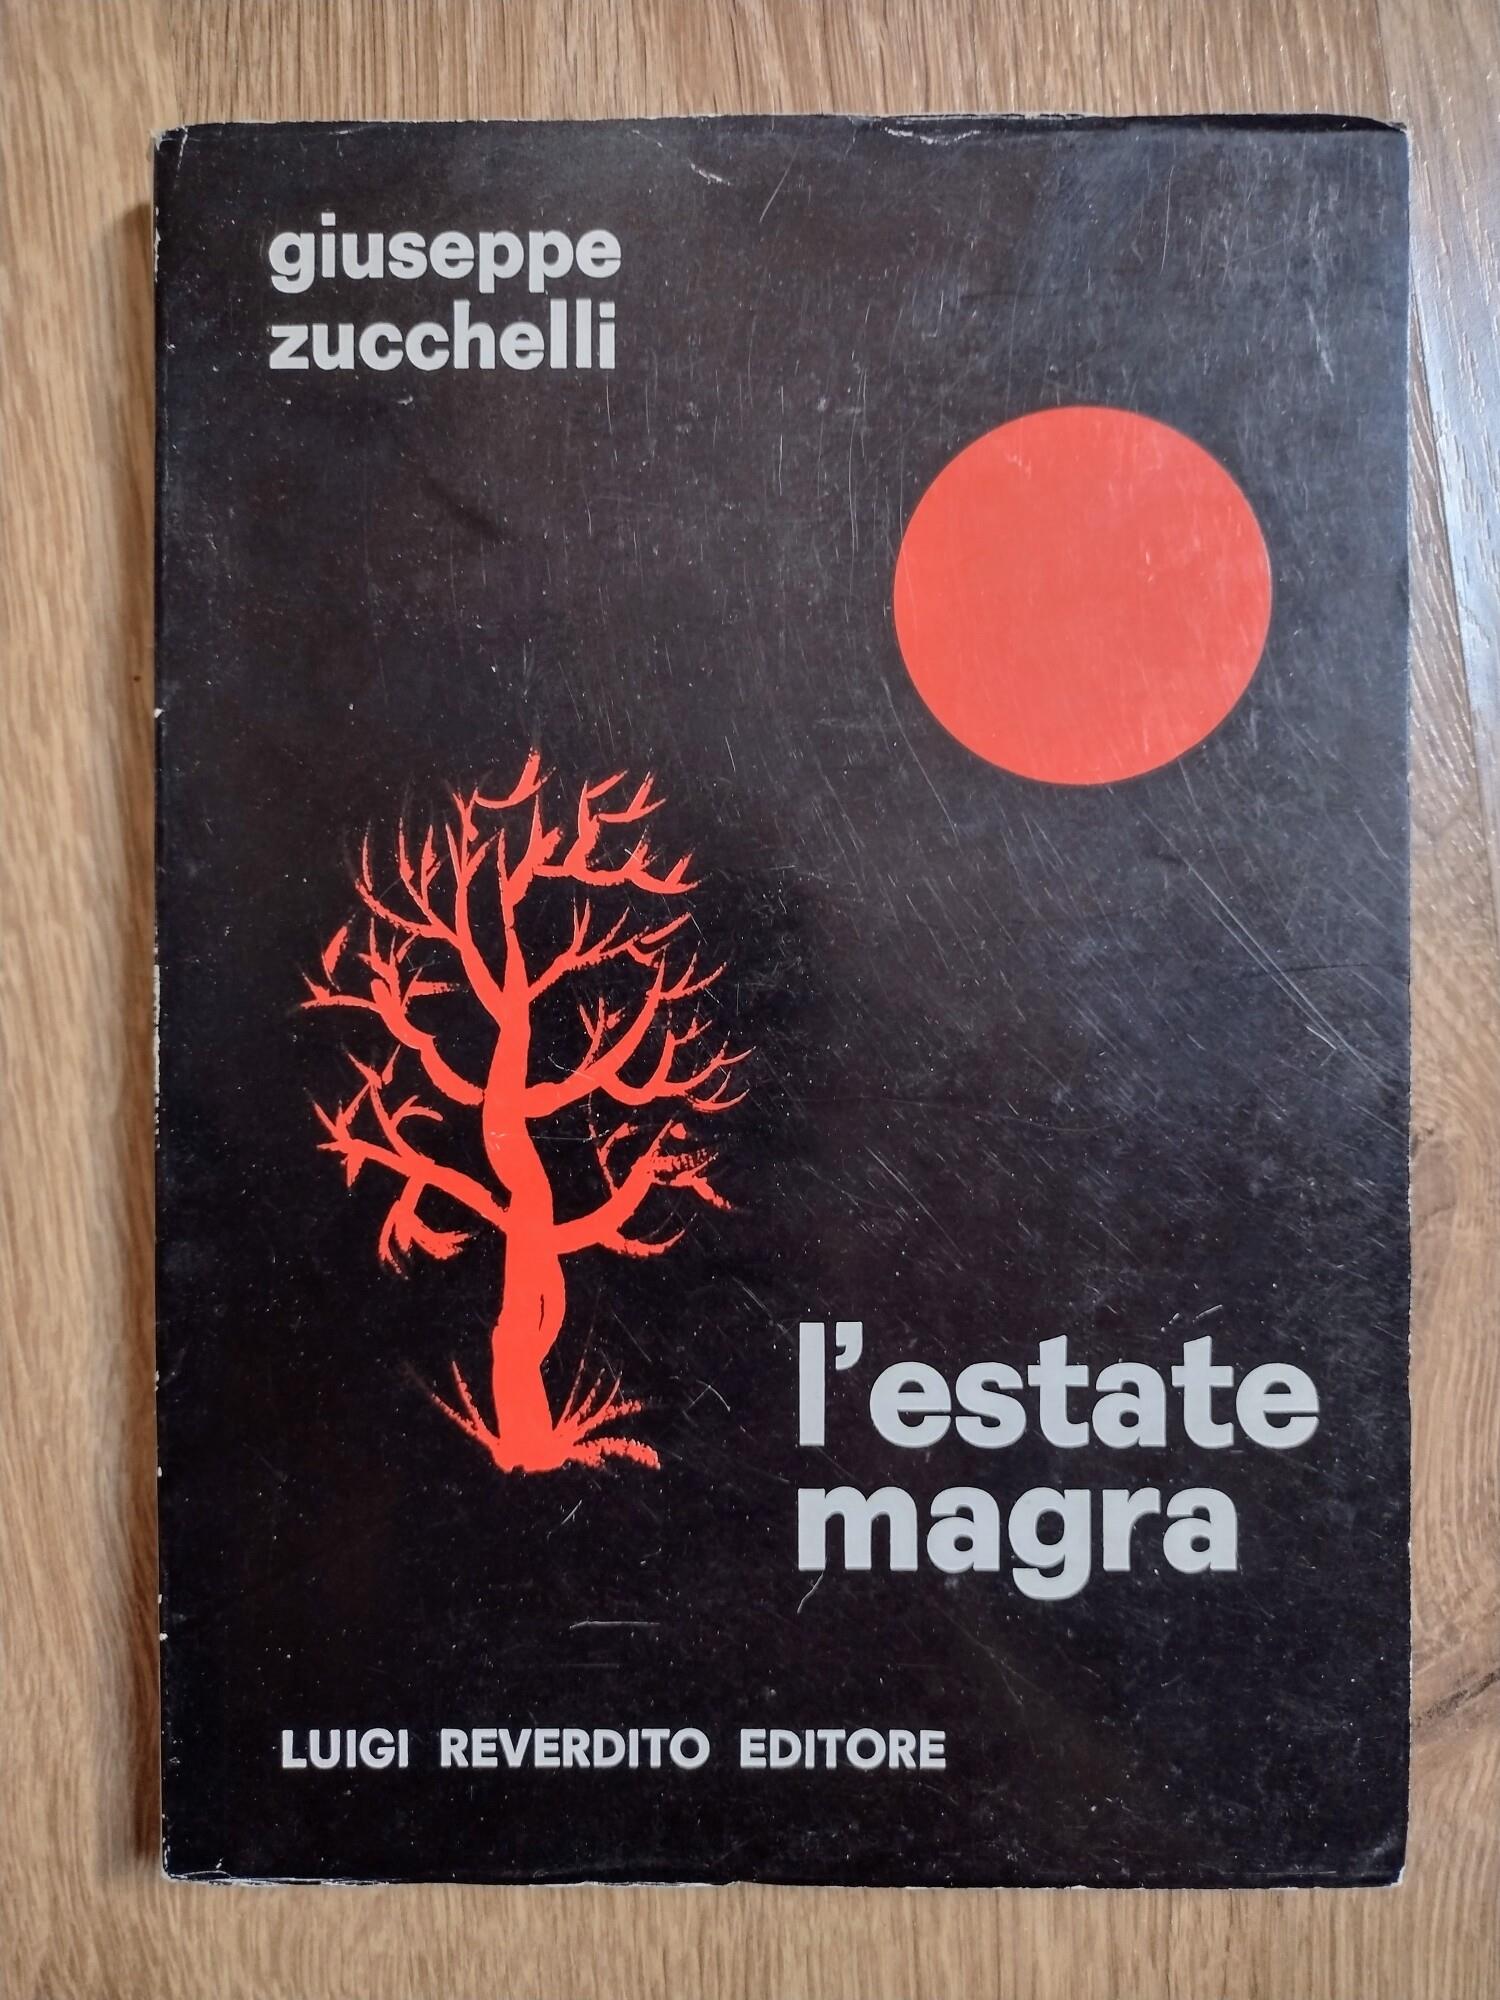 giuseppe
zucchelli
l'estate
magra
LUIGI REVERDITO EDITORE